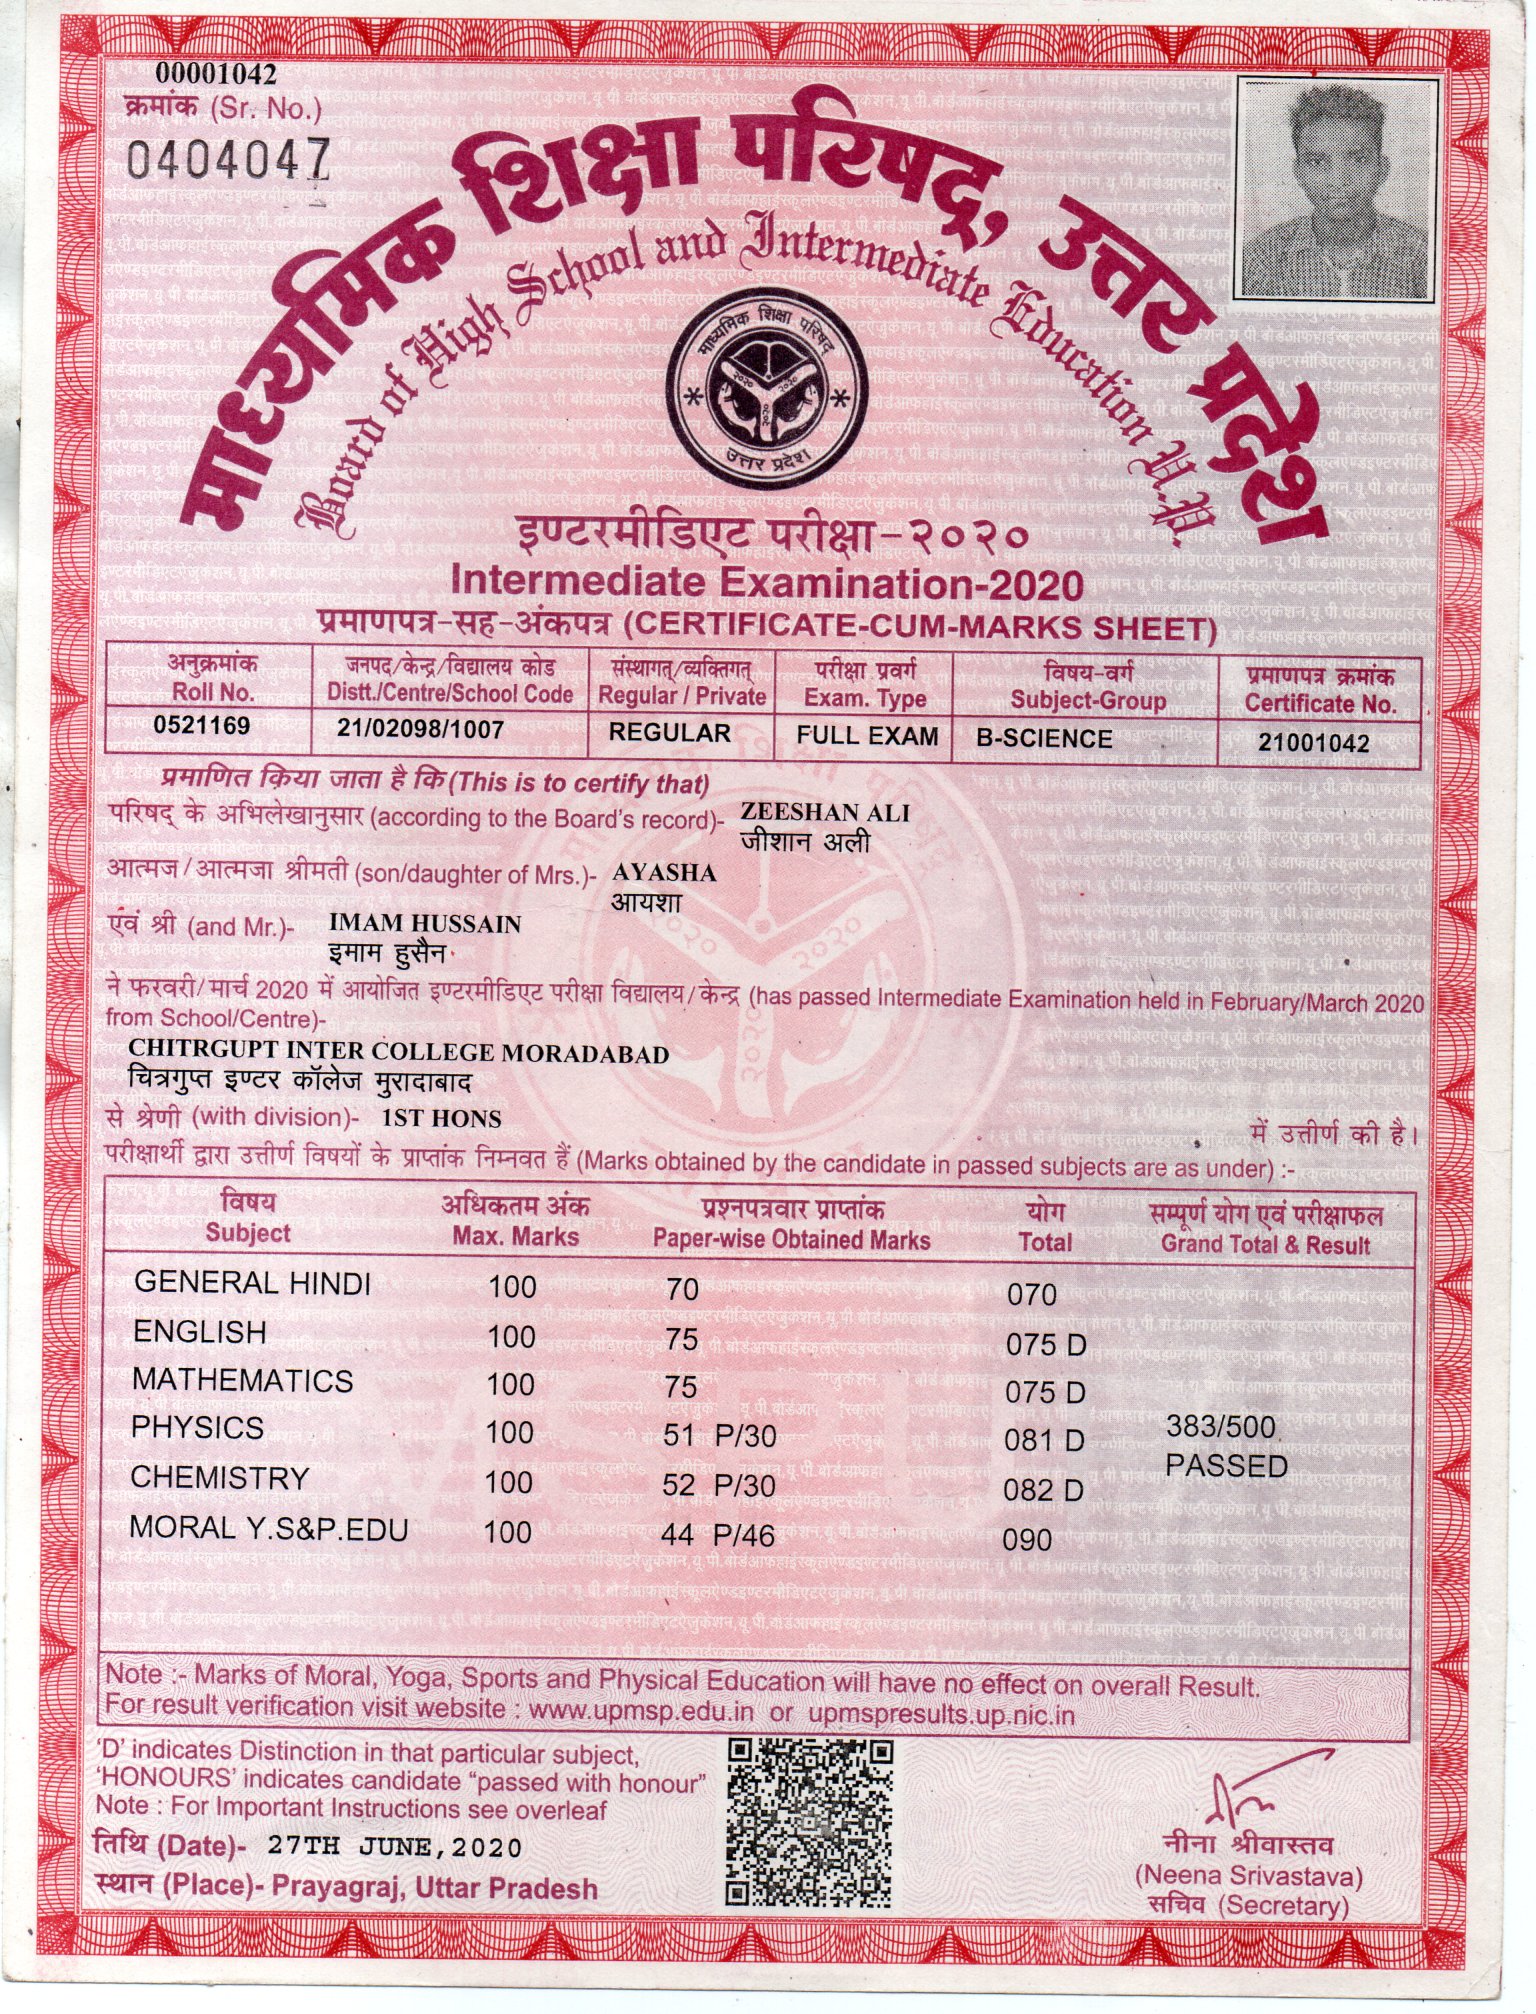 00001042
क्रमांक (Sr. No.)
0404047
माध्यमिक शिक्षा परिषद्, उत्तर प्रदेश
Board of High School and Intermediate Education U.P.
माध्यमिक शिक्षा परिषद्
२०२० २०२०
२०२०
उत्तर प्रदेश
इण्टरमीडिएट परीक्षा-२०२०
Intermediate Examination-2020
प्रमाणपत्र-सह-अंकपत्र (CERTIFICATE-CUM-MARKS SHEET)
अनुक्रमांक जनपद/केन्द्र/विद्यालय कोड संस्थागत्/व्यक्तिगत् परीक्षा प्रवर्ग विषय-वर्ग प्रमाणपत्र क्रमांक
Roll No. Distt./Centre/School Code Regular / Private Exam. Type Subject-Group Certificate No.
0521169 21/02098/1007 REGULAR FULL EXAM B-SCIENCE 21001042
प्रमाणित किया जाता है कि (This is to certify that)
परिषद् के अभिलेखानुसार (according to the Board's record)- ZEESHAN ALI
जीशान अली
आत्मज/आत्मजा श्रीमती (son/daughter of Mrs.)- AYASHA
आयशा
एवं श्री (and Mr.)- IMAM HUSSAIN
इमाम हुसैन
ने फरवरी/मार्च 2020 में आयोजित इण्टरमीडिएट परीक्षा विद्यालय/केन्द्र (has passed Intermediate Examination held in February/March 2020
from School/Centre)-
CHITRGUPT INTER COLLEGE MORADABAD
चित्रगुप्त इण्टर कॉलेज मुरादाबाद
से श्रेणी (with division)- 1ST HONS में उत्तीर्ण की है।
परीक्षार्थी द्वारा उत्तीर्ण विषयों के प्राप्तांक निम्नवत हैं (Marks obtained by the candidate in passed subjects are as under) :-
विषय अधिकतम अंक प्रश्नपत्रवार प्राप्तांक योग सम्पूर्ण योग एवं परीक्षाफल
Subject Max. Marks Paper-wise Obtained Marks Total Grand Total & Result
GENERAL HINDI 100 70 070
ENGLISH 100 75 075 D
MATHEMATICS 100 75 075 D
PHYSICS 100 51 P/30 081 D 383/500
PASSED
CHEMISTRY 100 52 P/30 082 D
MORAL Y.S&P.EDU 100 44 P/46 090
Note :- Marks of Moral, Yoga, Sports and Physical Education will have no effect on overall Result.
For result verification visit website : www.upmsp.edu.in or upmspresults.up.nic.in
'D' indicates Distinction in that particular subject,
'HONOURS' indicates candidate "passed with honour"
Note : For Important Instructions see overleaf
तिथि (Date)- 27TH JUNE,2020
स्थान (Place)- Prayagraj, Uttar Pradesh
नीना श्रीवास्तव
(Neena Srivastava)
सचिव (Secretary)